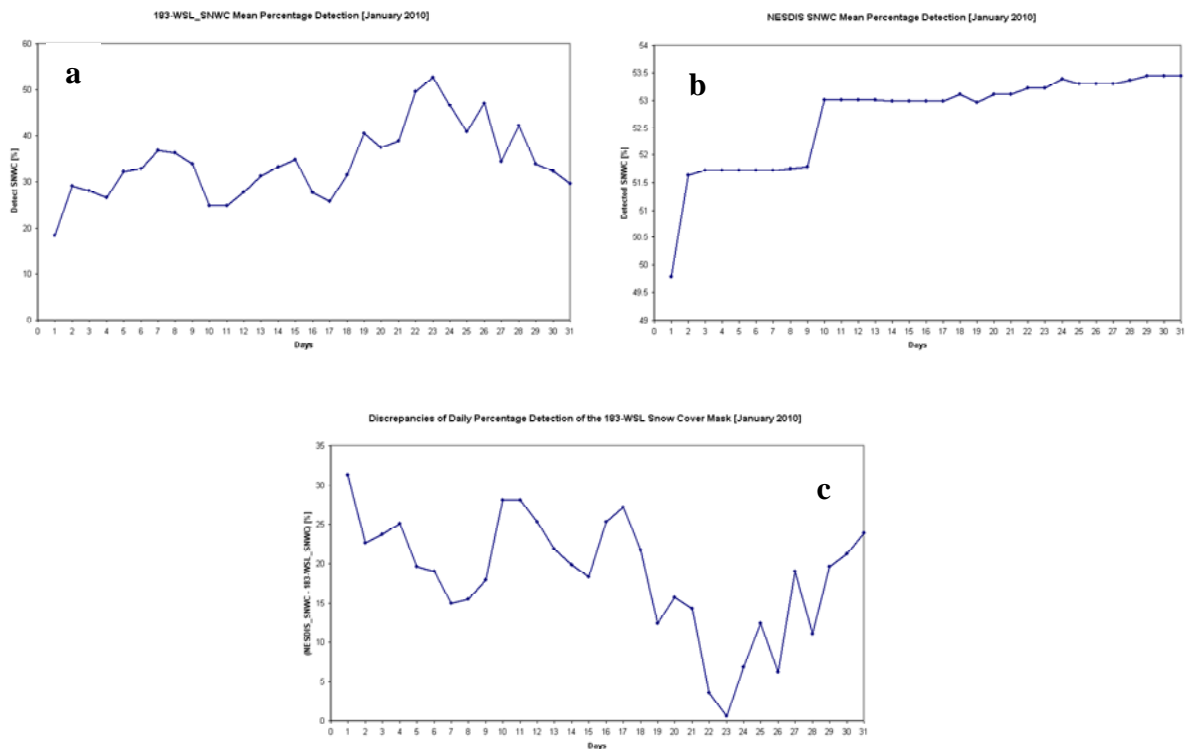 183-WSL_SNWC Mean Percentage Detection [January 2010]
a
Detect SNWC [%]
60
50
40
30
20
10
0
0 1 2 3 4 5 6 7 8 9 10 11 12 13 14 15 16 17 18 19 20 21 22 23 24 25 26 27 28 29 30 31
Days
NESDIS SNWC Mean Percentage Detection [January 2010]
b
Detected SNWC [%]
54
53.5
53
52.5
52
51.5
51
50.5
50
49.5
49
0 1 2 3 4 5 6 7 8 9 10 11 12 13 14 15 16 17 18 19 20 21 22 23 24 25 26 27 28 29 30 31
Days
Discrepancies of Daily Percentage Detection of the 183-WSL Snow Cover Mask [January 2010]
c
(NESDIS_SNWC - 183-WSL_SNWC) [%]
35
30
25
20
15
10
5
0
0 1 2 3 4 5 6 7 8 9 10 11 12 13 14 15 16 17 18 19 20 21 22 23 24 25 26 27 28 29 30 31
Days